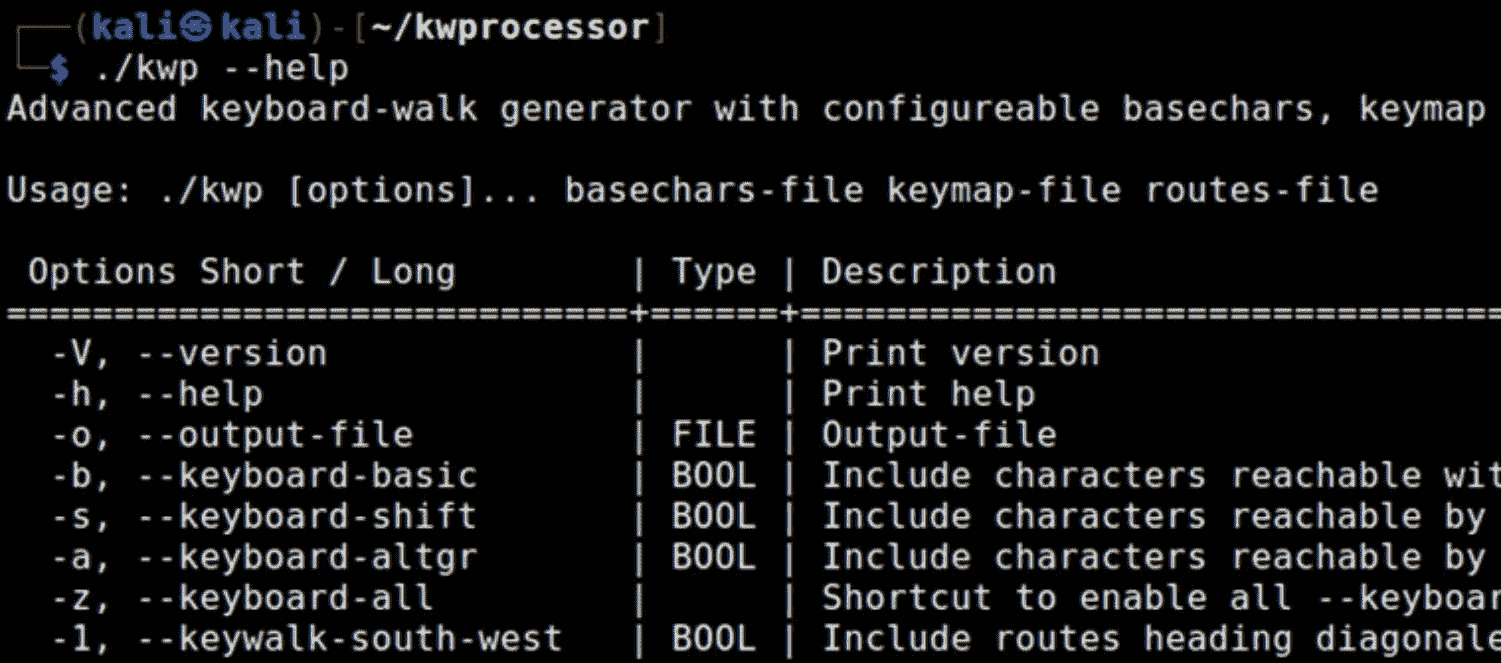 (kali㉿kali)-[~/kwprocessor]
$ ./kwp --help
Advanced keyboard-walk generator with configureable basechars, keymap
Usage: ./kwp [options]... basechars-file keymap-file routes-file
Options Short / Long | Type | Description
=============================+======+=================================
-V, --version | | Print version
-h, --help | | Print help
-o, --output-file | FILE | Output-file
-b, --keyboard-basic | BOOL | Include characters reachable wit
-s, --keyboard-shift | BOOL | Include characters reachable by
-a, --keyboard-altgr | BOOL | Include characters reachable by
-z, --keyboard-all | | Shortcut to enable all --keyboar
-1, --keywalk-south-west | BOOL | Include routes heading diagonale